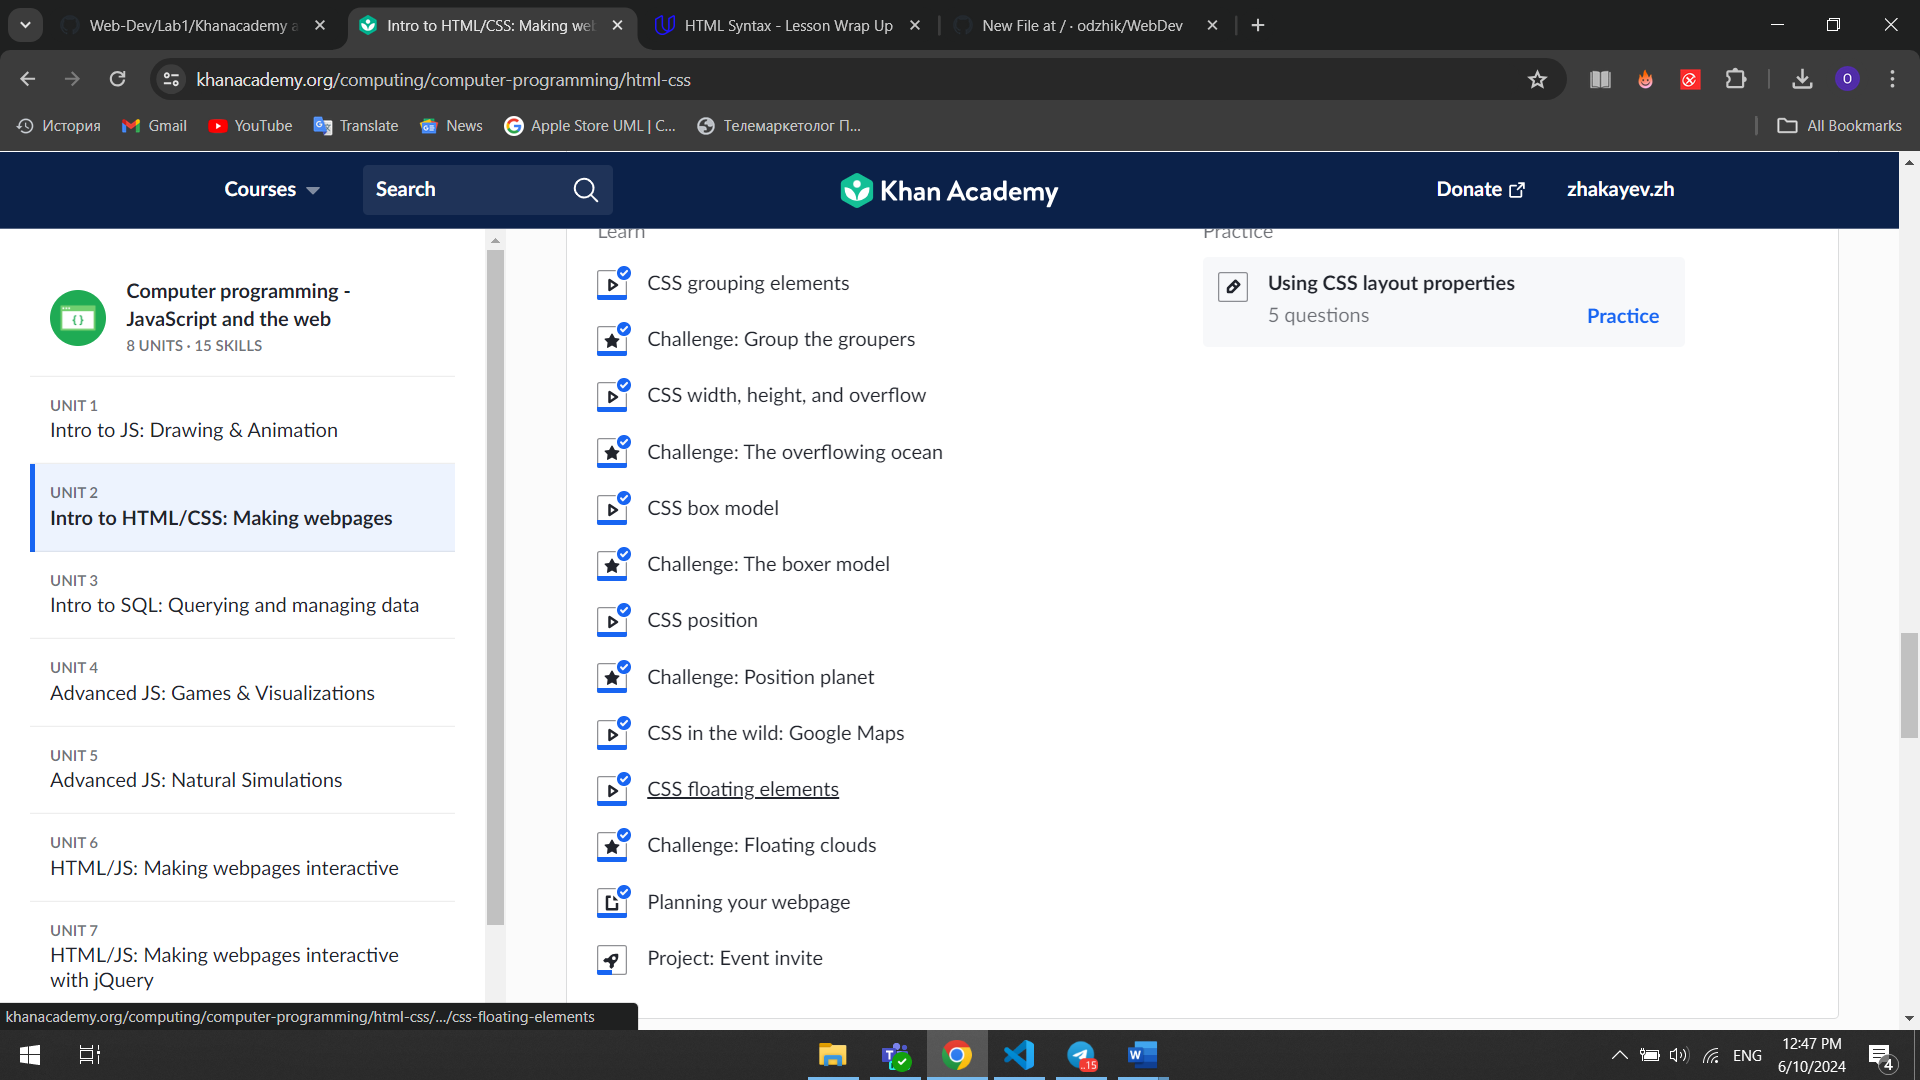 Web-Dev/Lab1/Khanacademy a
Intro to HTML/CSS: Making we
HTML Syntax - Lesson Wrap Up
New File at / · odzhik/WebDev
khanacademy.org/computing/computer-programming/html-css
O
История
Gmail
YouTube
Translate
News
Apple Store UML | C...
Телемаркетолог П...
All Bookmarks
Courses
Search
Khan Academy
Donate
zhakayev.zh
Computer programming -
JavaScript and the web
8 UNITS · 15 SKILLS
UNIT 1
Intro to JS: Drawing & Animation
UNIT 2
Intro to HTML/CSS: Making webpages
UNIT 3
Intro to SQL: Querying and managing data
UNIT 4
Advanced JS: Games & Visualizations
UNIT 5
Advanced JS: Natural Simulations
UNIT 6
HTML/JS: Making webpages interactive
UNIT 7
HTML/JS: Making webpages interactive
with jQuery
Learn
CSS grouping elements
Challenge: Group the groupers
CSS width, height, and overflow
Challenge: The overflowing ocean
CSS box model
Challenge: The boxer model
CSS position
Challenge: Position planet
CSS in the wild: Google Maps
CSS floating elements
Challenge: Floating clouds
Planning your webpage
Project: Event invite
Practice
Using CSS layout properties
5 questions
Practice
khanacademy.org/computing/computer-programming/html-css/.../css-floating-elements
..15
ENG
12:47 PM
6/10/2024
4